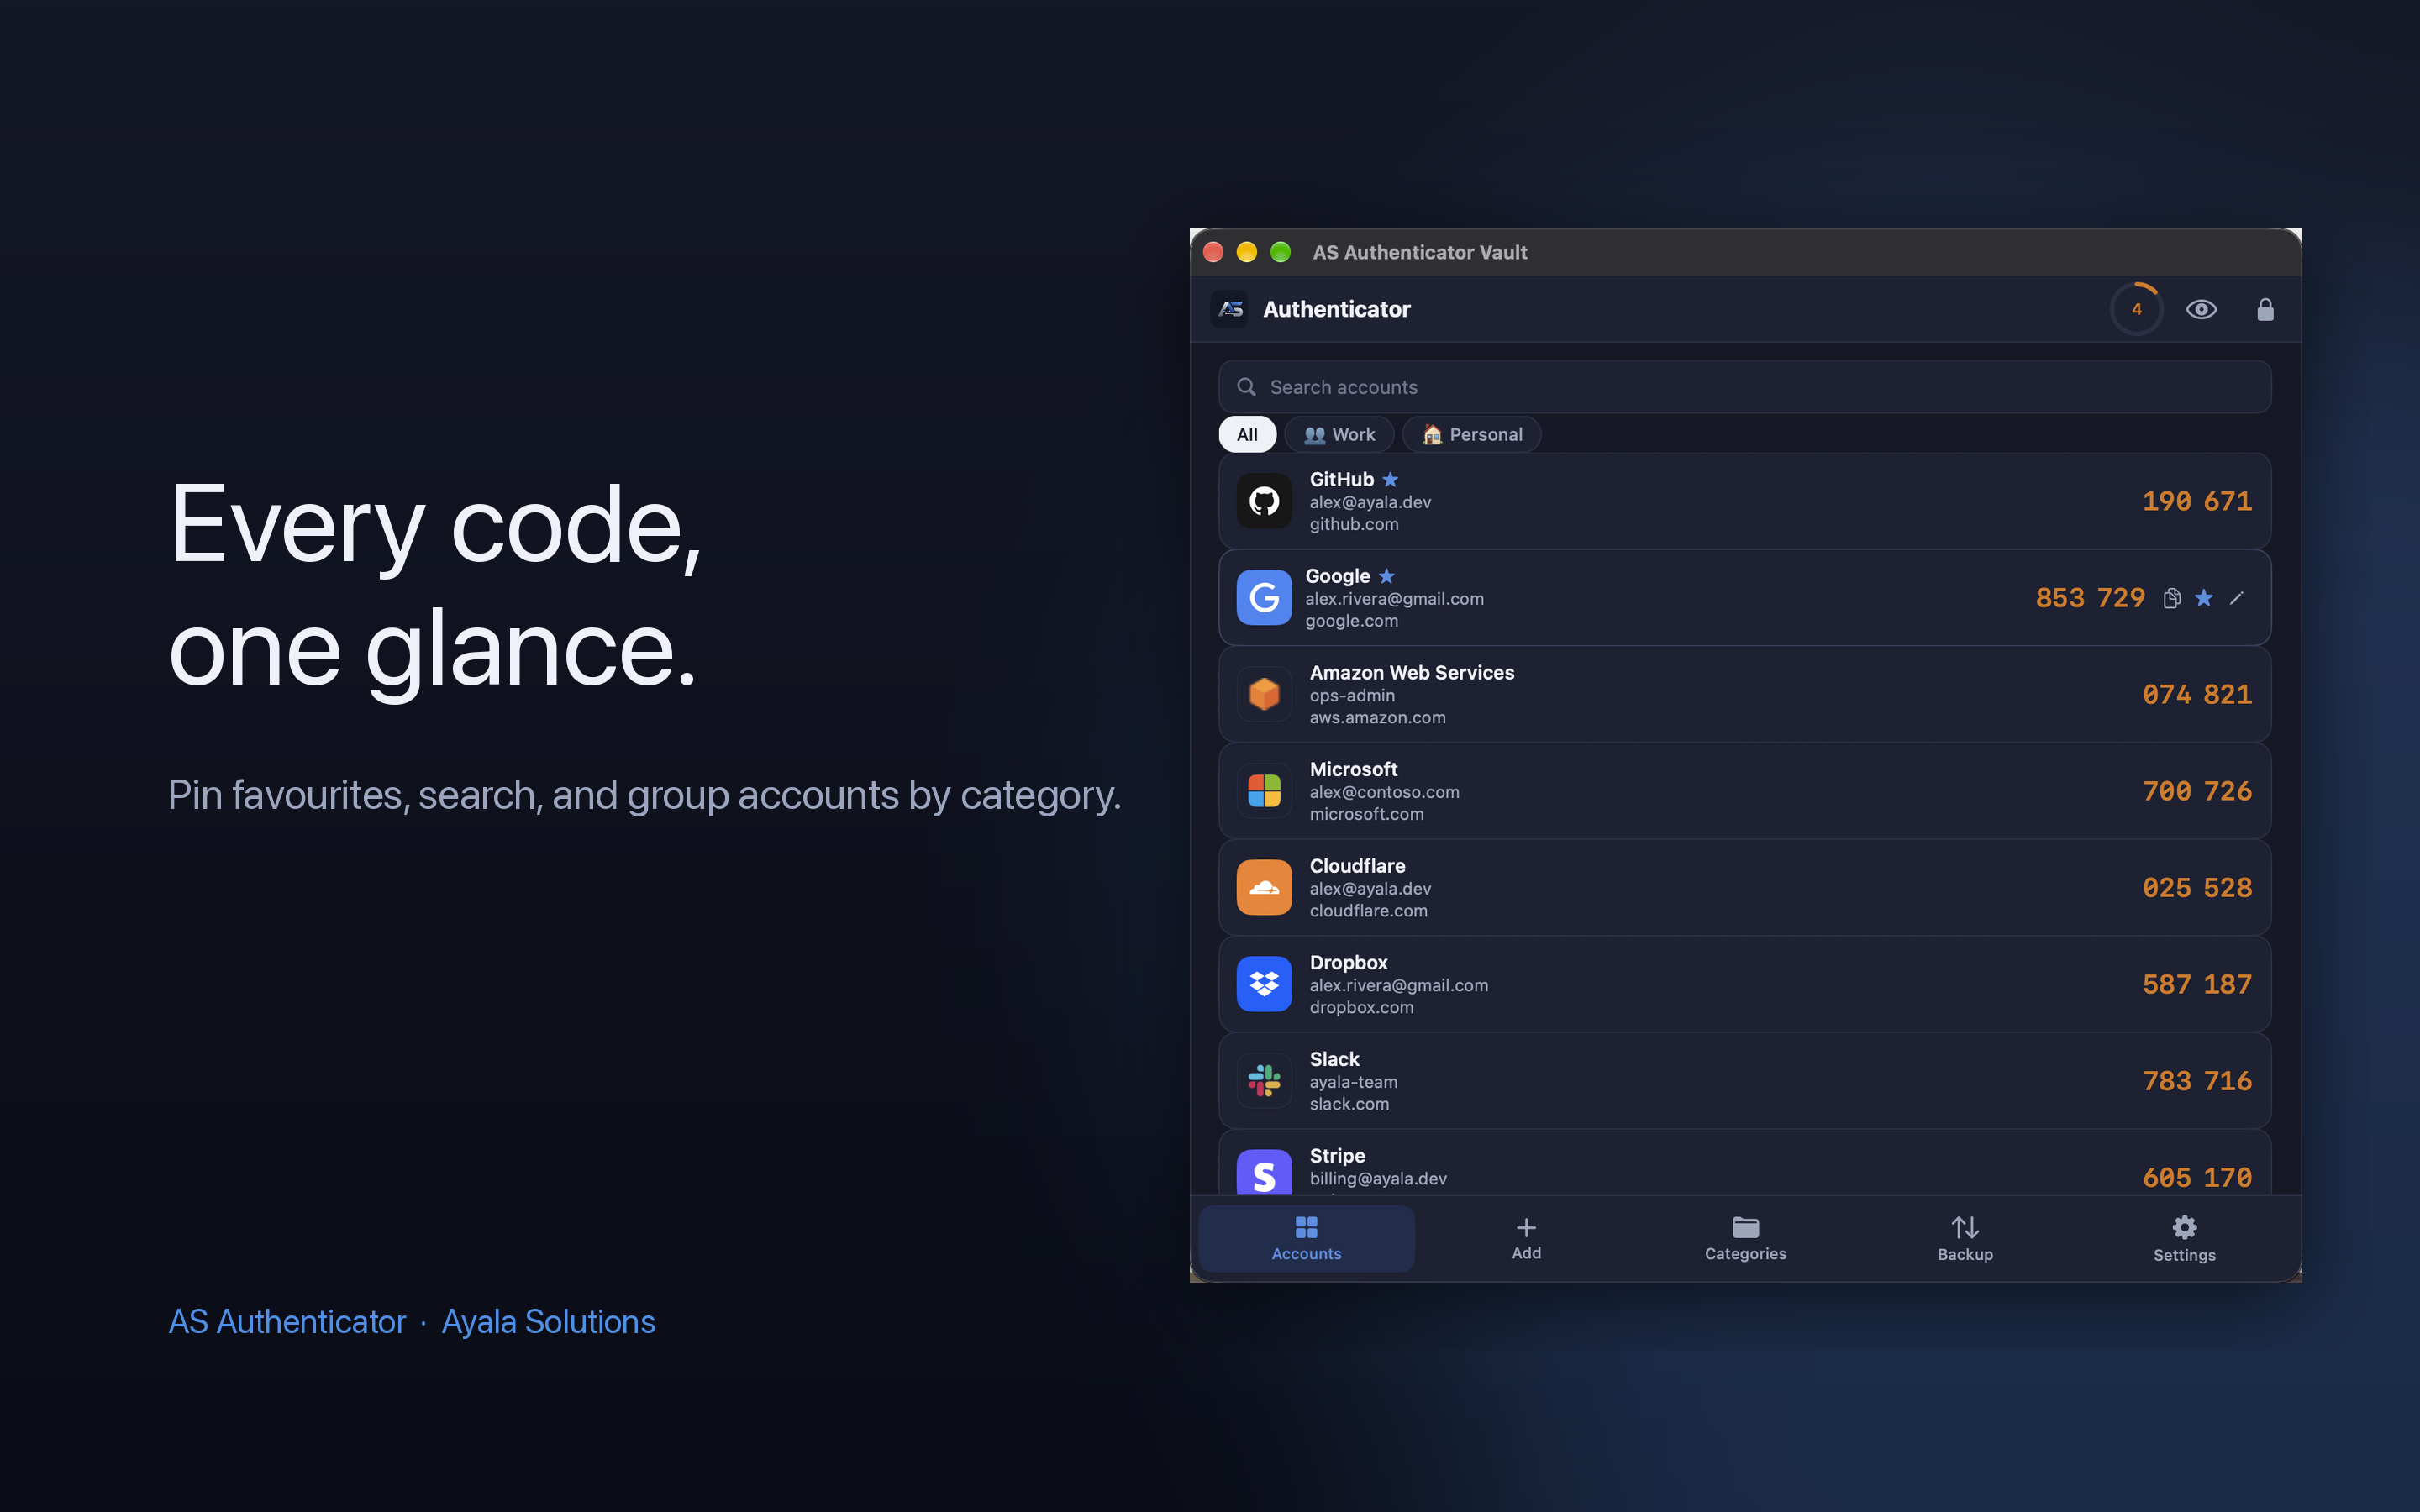 Every code,
one glance.
Pin favourites, search, and group accounts by category.
AS Authenticator · Ayala Solutions
AS Authenticator Vault
AS Authenticator
4
Search accounts
All
Work
Personal
GitHub
alex@ayala.dev
github.com
190 671
Google
alex.rivera@gmail.com
google.com
853 729
Amazon Web Services
ops-admin
aws.amazon.com
074 821
Microsoft
alex@contoso.com
microsoft.com
700 726
Cloudflare
alex@ayala.dev
cloudflare.com
025 528
Dropbox
alex.rivera@gmail.com
dropbox.com
587 187
Slack
ayala-team
slack.com
783 716
Stripe
billing@ayala.dev
605 170
Accounts
Add
Categories
Backup
Settings